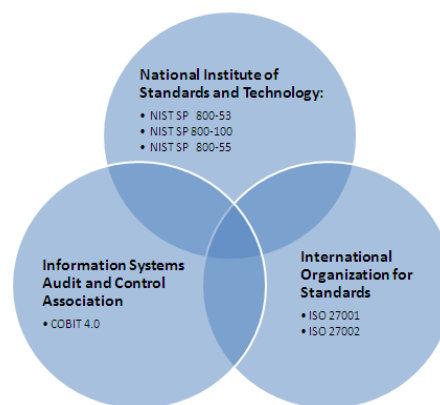 National Institute of
Standards and Technology:
• NIST SP 800-53
• NIST SP 800-100
• NIST SP 800-55
Information Systems
Audit and Control
Association
• COBIT 4.0
International
Organization for
Standards
• ISO 27001
• ISO 27002